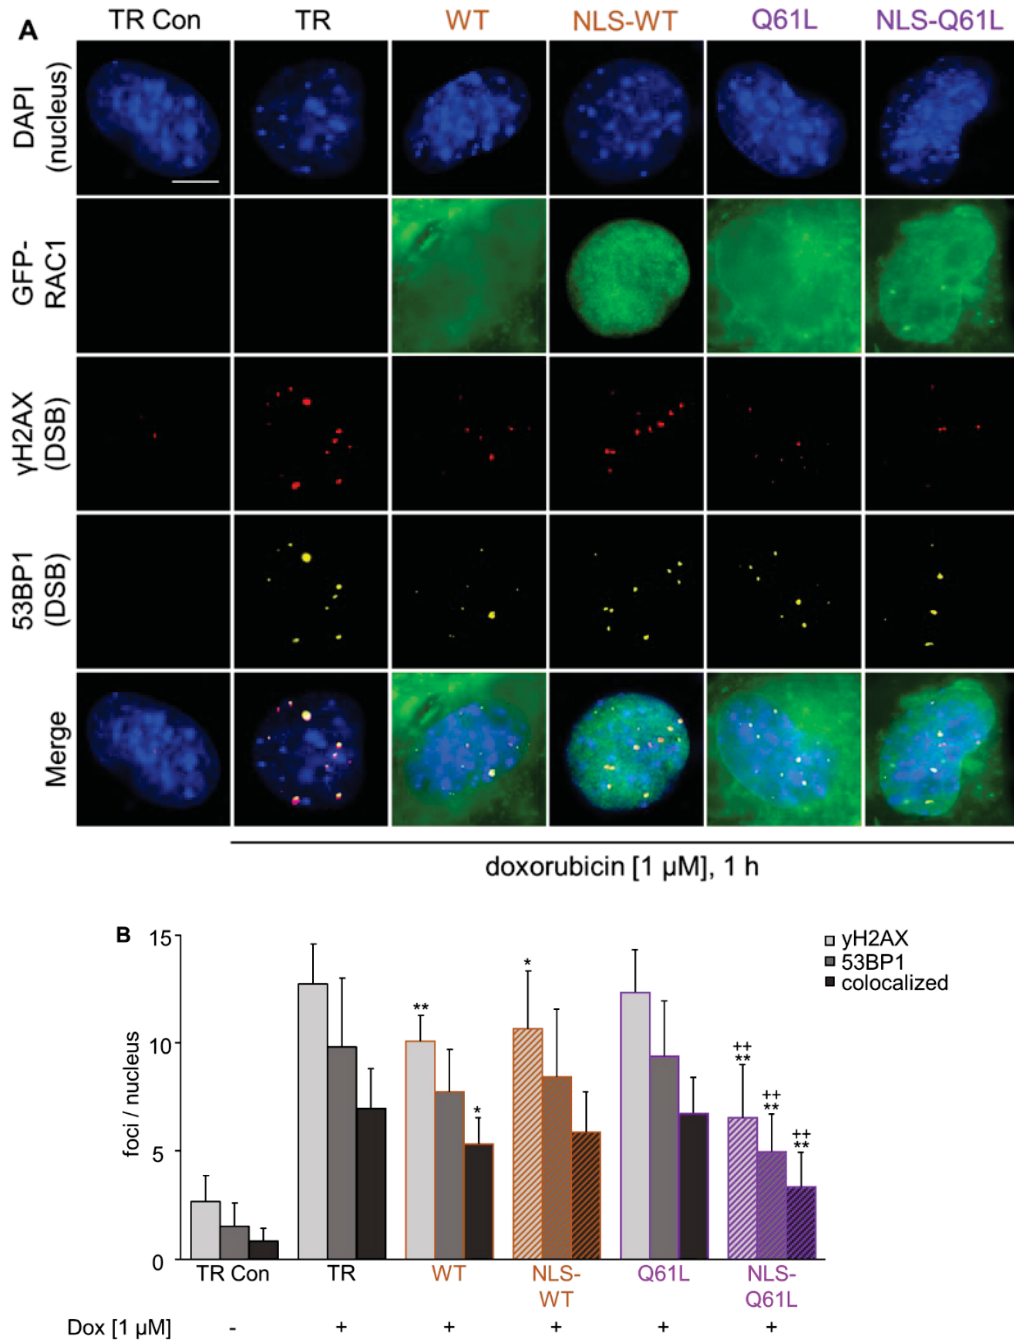 A
TR Con TR WT NLS-WT Q61L NLS-Q61L
DAPI
(nucleus)
GFP-
RAC1
γH2AX
(DSB)
53BP1
(DSB)
Merge
doxorubicin [1 µM], 1 h
B
yH2AX
53BP1
colocalized
foci / nucleus
15
10
5
0
** * * ++ ** ++ ** ++ **
TR Con TR WT NLS- Q61L NLS-
WT Q61L
Dox [1 µM] - + + + + +